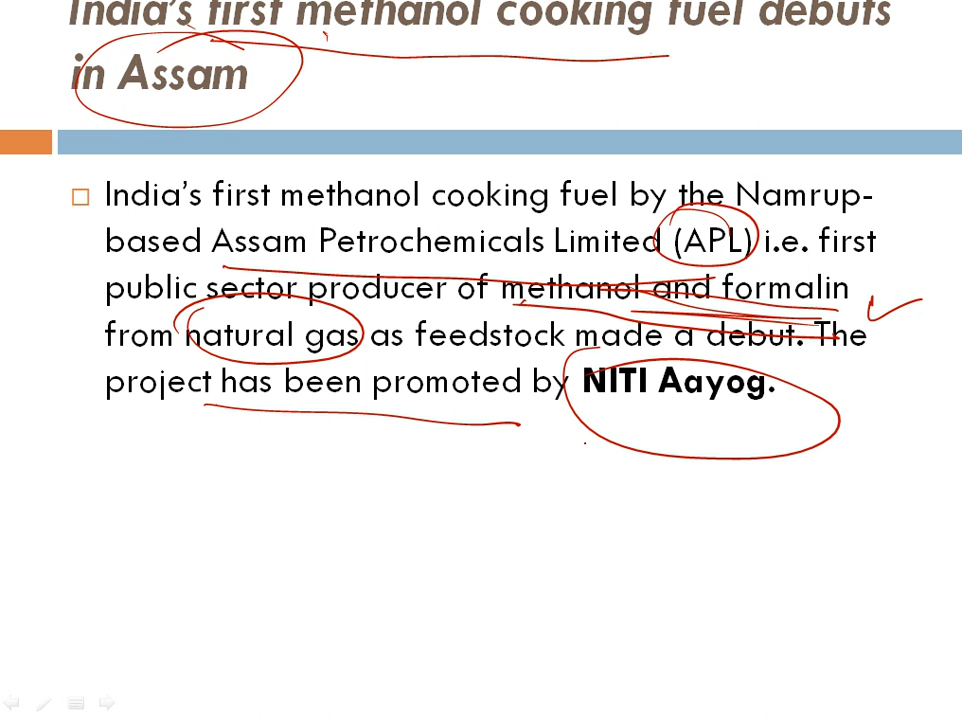 India's first methanol cooking fuel debuts
in Assam
India's first methanol cooking fuel by the Namrup-
based Assam Petrochemicals Limited (APL) i.e. first
public sector producer of methanol and formalin
from natural gas as feedstock made a debut. The
project has been promoted by NITI Aayog.